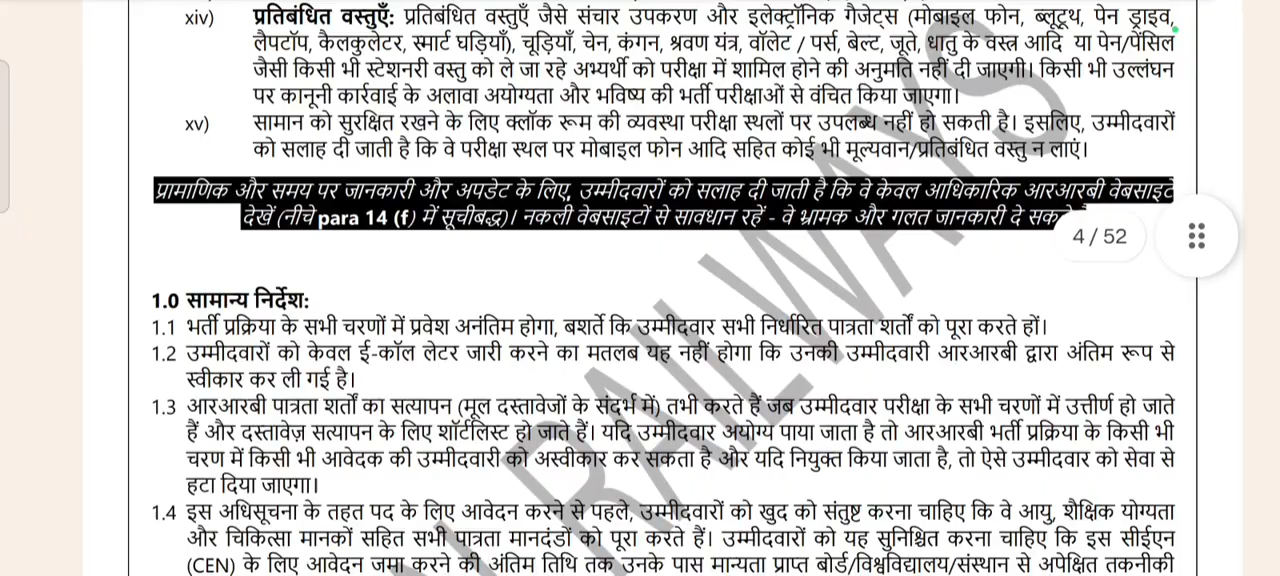 xiv) प्रतिबंधित वस्तुएँ: प्रतिबंधित वस्तुएँ जैसे संचार उपकरण और इलेक्ट्रॉनिक गैजेट्स (मोबाइल फोन, ब्लूटूथ, पेन ड्राइव,
लैपटॉप, कैलकुलेटर, स्मार्ट घड़ियाँ), चूड़ियाँ, चेन, कंगन, श्रवण यंत्र, वॉलेट / पर्स, बेल्ट, जूते, धातु के वस्त्र आदि या पेन/पेंसिल
जैसी किसी भी स्टेशनरी वस्तु को ले जा रहे अभ्यर्थी को परीक्षा में शामिल होने की अनुमति नहीं दी जाएगी। किसी भी उल्लंघन
पर कानूनी कार्रवाई के अलावा अयोग्यता और भविष्य की भर्ती परीक्षाओं से वंचित किया जाएगा।
xv) सामान को सुरक्षित रखने के लिए क्लॉक रूम की व्यवस्था परीक्षा स्थलों पर उपलब्ध नहीं हो सकती है। इसलिए, उम्मीदवारों
को सलाह दी जाती है कि वे परीक्षा स्थल पर मोबाइल फोन आदि सहित कोई भी मूल्यवान/प्रतिबंधित वस्तु न लाएं।
प्रामाणिक और समय पर जानकारी और अपडेट के लिए, उम्मीदवारों को सलाह दी जाती है कि वे केवल आधिकारिक आरआरबी वेबसाइटें
देखें (नीचे para 14 (f) में सूचीबद्ध)। नकली वेबसाइटों से सावधान रहें - वे भ्रामक और गलत जानकारी दे
4 / 52
1.0 सामान्य निर्देश:
1.1 भर्ती प्रक्रिया के सभी चरणों में प्रवेश अनंतिम होगा, बशर्ते कि उम्मीदवार सभी निर्धारित पात्रता शर्तों को पूरा करते हों।
1.2 उम्मीदवारों को केवल ई-कॉल लेटर जारी करने का मतलब यह नहीं होगा कि उनकी उम्मीदवारी आरआरबी द्वारा अंतिम रूप से
स्वीकार कर ली गई है।
1.3 आरआरबी पात्रता शर्तों का सत्यापन (मूल दस्तावेजों के संदर्भ में) तभी करते हैं जब उम्मीदवार परीक्षा के सभी चरणों में उत्तीर्ण हो जाते
हैं और दस्तावेज़ सत्यापन के लिए शॉर्टलिस्ट हो जाते हैं। यदि उम्मीदवार अयोग्य पाया जाता है तो आरआरबी भर्ती प्रक्रिया के किसी भी
चरण में किसी भी आवेदक की उम्मीदवारी को अस्वीकार कर सकता है और यदि नियुक्त किया जाता है, तो ऐसे उम्मीदवार को सेवा से
हटा दिया जाएगा।
1.4 इस अधिसूचना के तहत पद के लिए आवेदन करने से पहले, उम्मीदवारों को खुद को संतुष्ट करना चाहिए कि वे आयु, शैक्षिक योग्यता
और चिकित्सा मानकों सहित सभी पात्रता मानदंडों को पूरा करते हैं। उम्मीदवारों को यह सुनिश्चित करना चाहिए कि इस सीईएन
(CEN) के लिए आवेदन जमा करने की अंतिम तिथि तक उनके पास मान्यता प्राप्त बोर्ड/विश्वविद्यालय/संस्थान से अपेक्षित तकनीकी
RAILWAYS